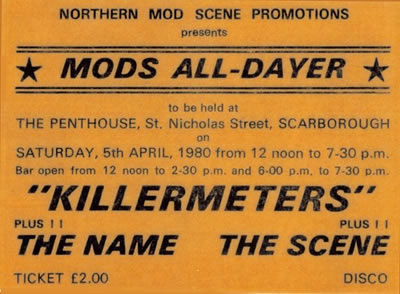 NORTHERN MOD SCENE PROMOTIONS
presents
★ MODS ALL-DAYER ★
to be held at
THE PENTHOUSE, St. Nicholas Street, SCARBOROUGH
on
SATURDAY, 5th APRIL, 1980 from 12 noon to 7-30 p.m.
Bar open from 12 noon to 2-30 p.m. and 6-00 p.m. to 7-30 p.m.
"KILLERMETERS"
PLUS !! PLUS !!
THE NAME THE SCENE
TICKET £2.00 DISCO